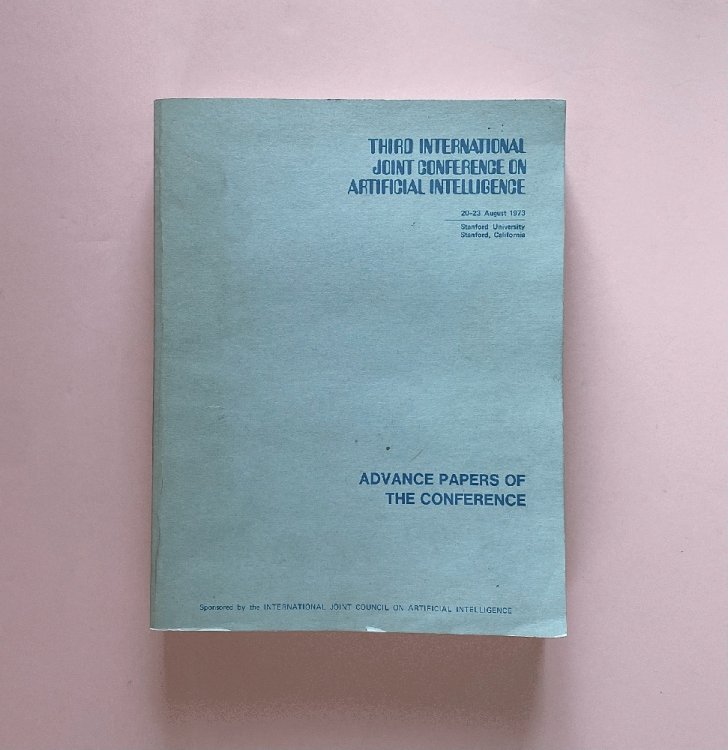 THIRD INTERNATIONAL
JOINT CONFERENCE ON
ARTIFICIAL INTELLIGENCE
20-23 August 1973
Stanford University
Stanford, California
ADVANCE PAPERS OF
THE CONFERENCE
Sponsored by the INTERNATIONAL JOINT COUNCIL ON ARTIFICIAL INTELLIGENCE